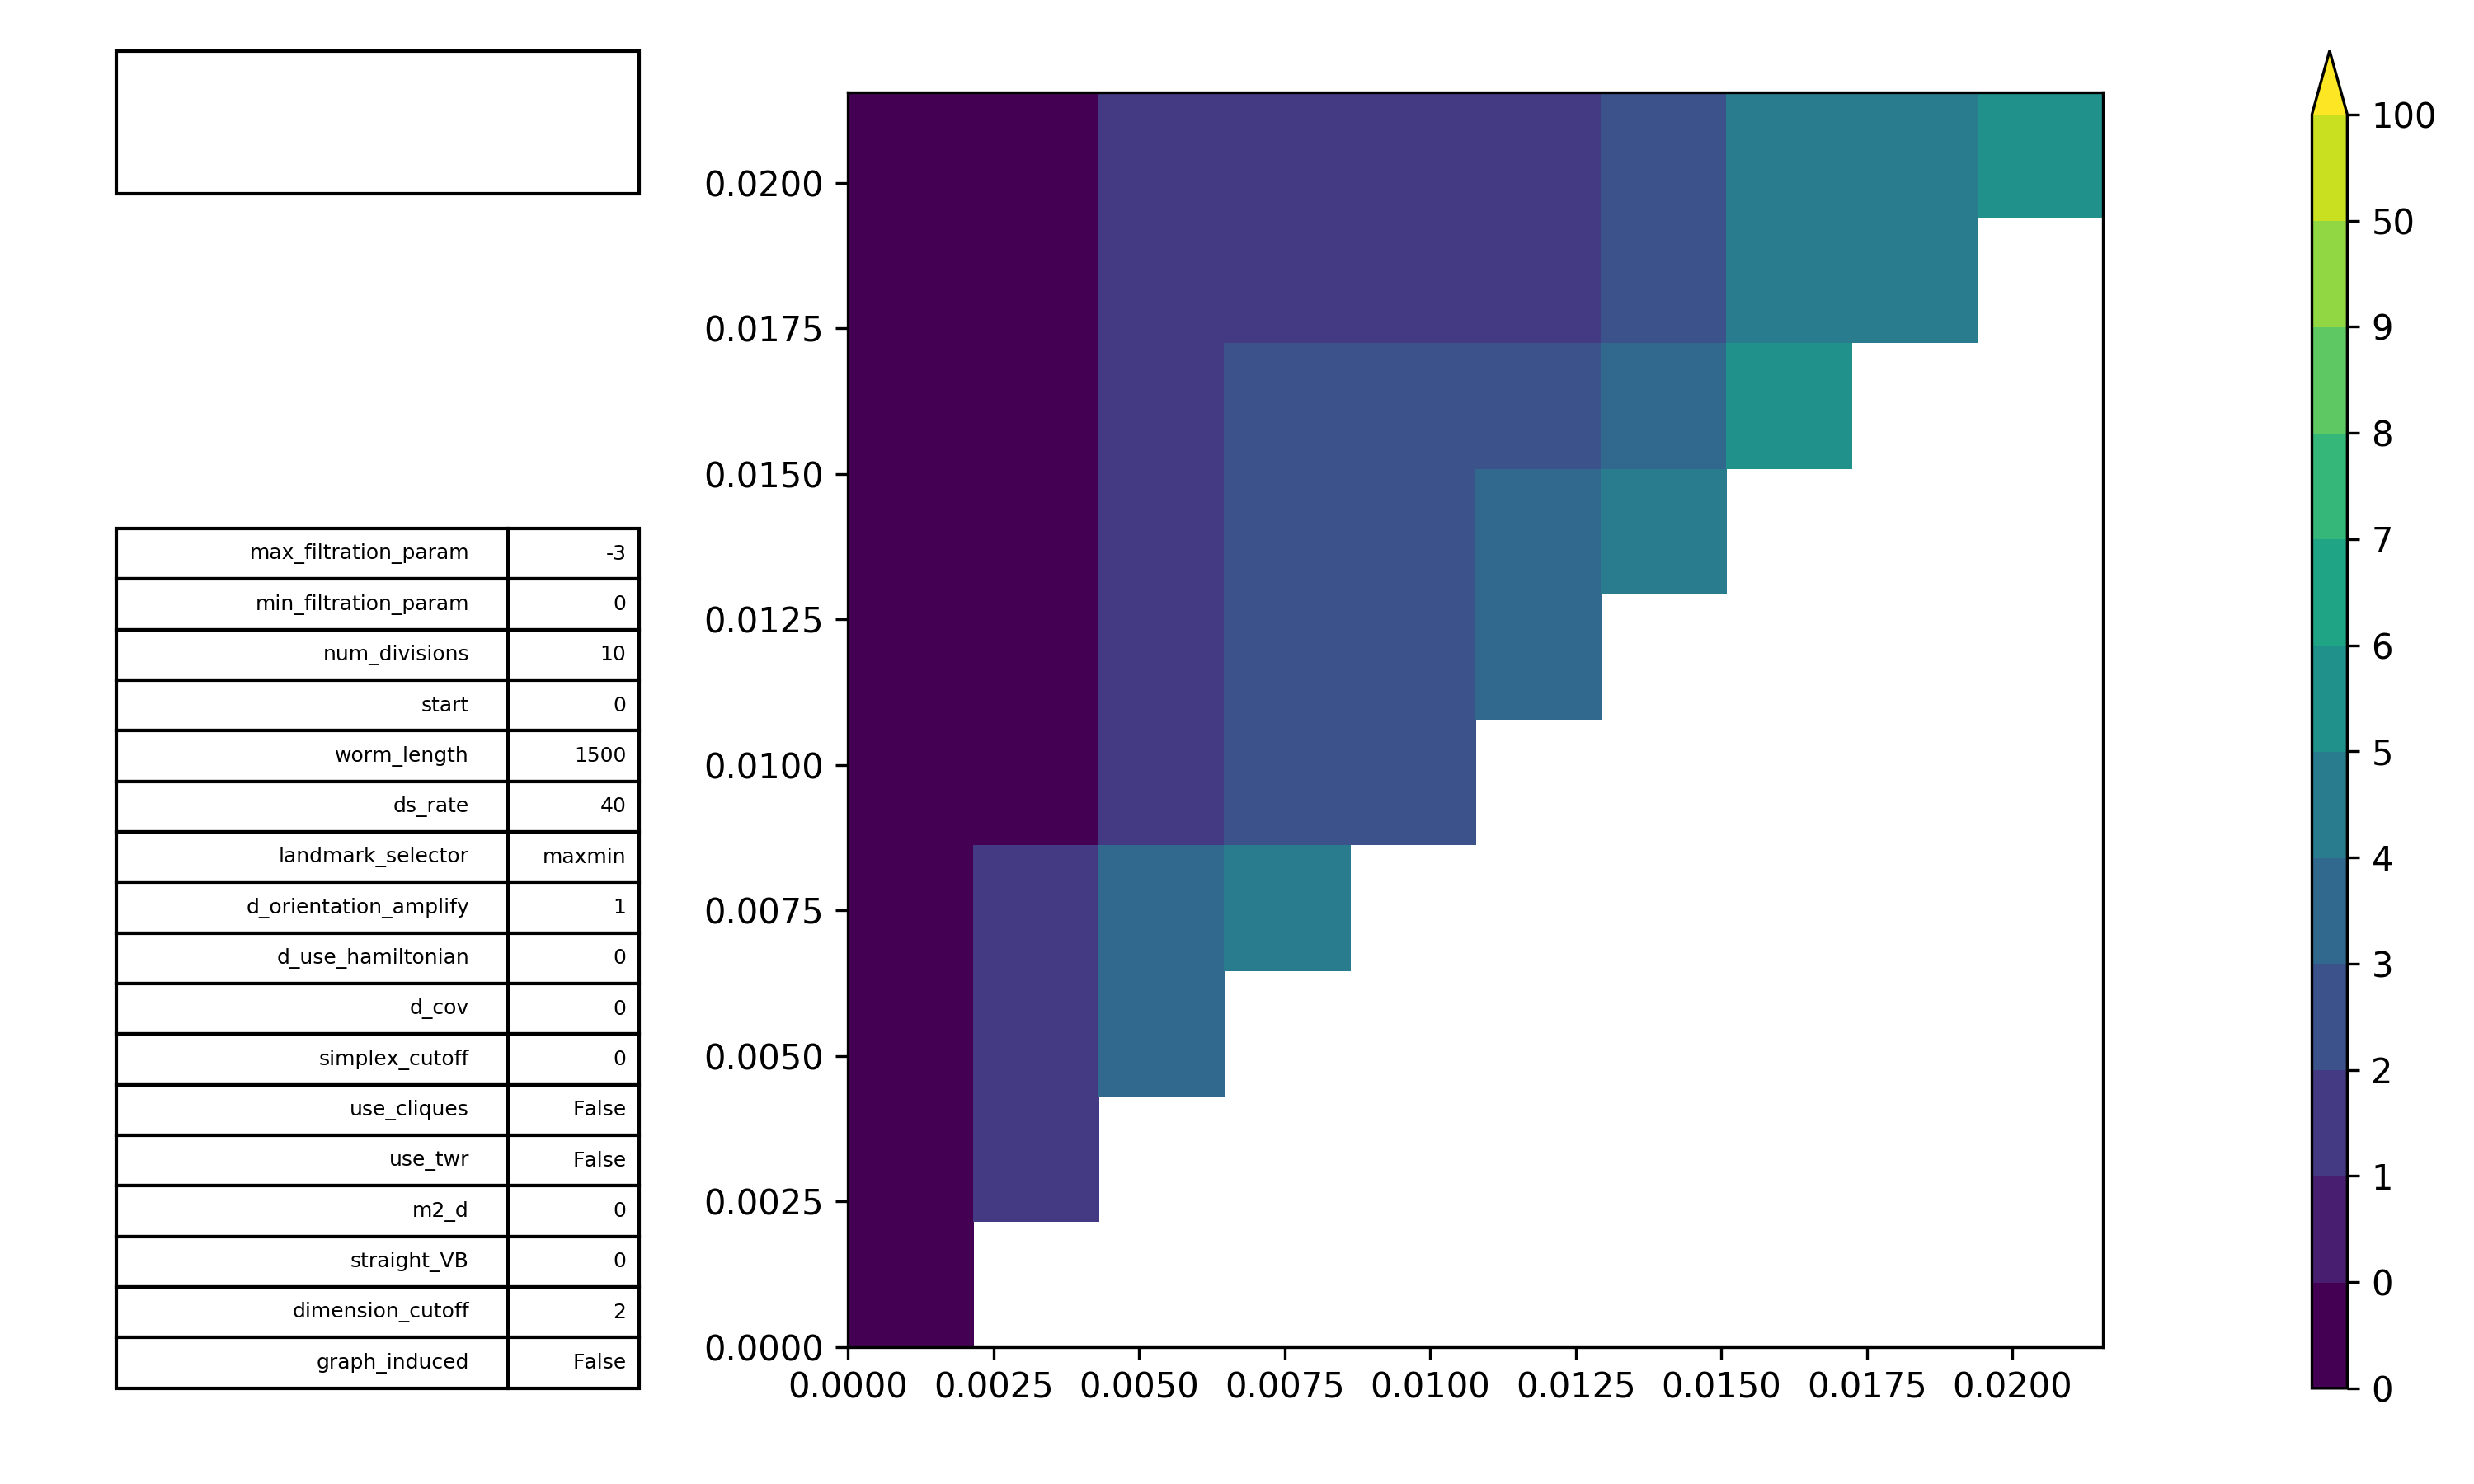 max_filtration_param -3
min_filtration_param 0
num_divisions 10
start 0
worm_length 1500
ds_rate 40
landmark_selector maxmin
d_orientation_amplify 1
d_use_hamiltonian 0
d_cov 0
simplex_cutoff 0
use_cliques False
use_twr False
m2_d 0
straight_VB 0
dimension_cutoff 2
graph_induced False
0.0200
0.0175
0.0150
0.0125
0.0100
0.0075
0.0050
0.0025
0.0000
0.0000 0.0025 0.0050 0.0075 0.0100 0.0125 0.0150 0.0175 0.0200
100
50
9
8
7
6
5
4
3
2
1
0
0